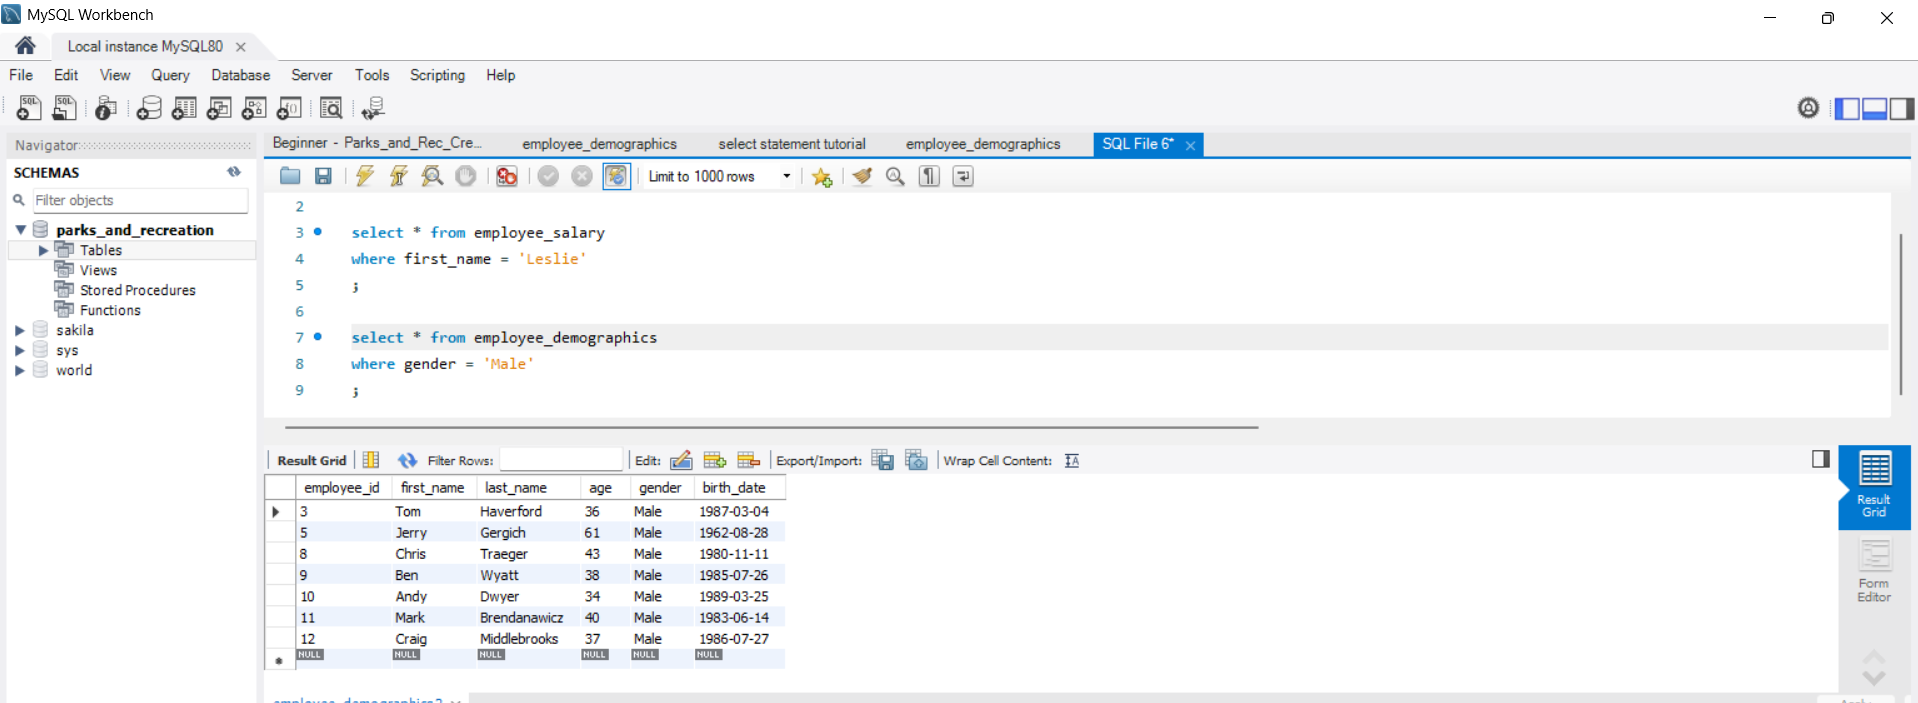 MySQL Workbench
Local instance MySQL80
File Edit View Query Database Server Tools Scripting Help
Navigator
SCHEMAS
Filter objects
parks_and_recreation
Tables
Views
Stored Procedures
Functions
sakila
sys
world
Beginner - Parks_and_Rec_Cre... employee_demographics select statement tutorial employee_demographics SQL File 6*
Limit to 1000 rows
2
3 select * from employee_salary
4 where first_name = 'Leslie'
5 ;
6
7 select * from employee_demographics
8 where gender = 'Male'
9 ;
Result Grid Filter Rows: Edit: Export/Import: Wrap Cell Content: IA
employee_id first_name last_name age gender birth_date
3 Tom Haverford 36 Male 1987-03-04
5 Jerry Gergich 61 Male 1962-08-28
8 Chris Traeger 43 Male 1980-11-11
9 Ben Wyatt 38 Male 1985-07-26
10 Andy Dwyer 34 Male 1989-03-25
11 Mark Brendanawicz 40 Male 1983-06-14
12 Craig Middlebrooks 37 Male 1986-07-27
NULL NULL NULL NULL NULL NULL
Result
Grid
Form
Editor